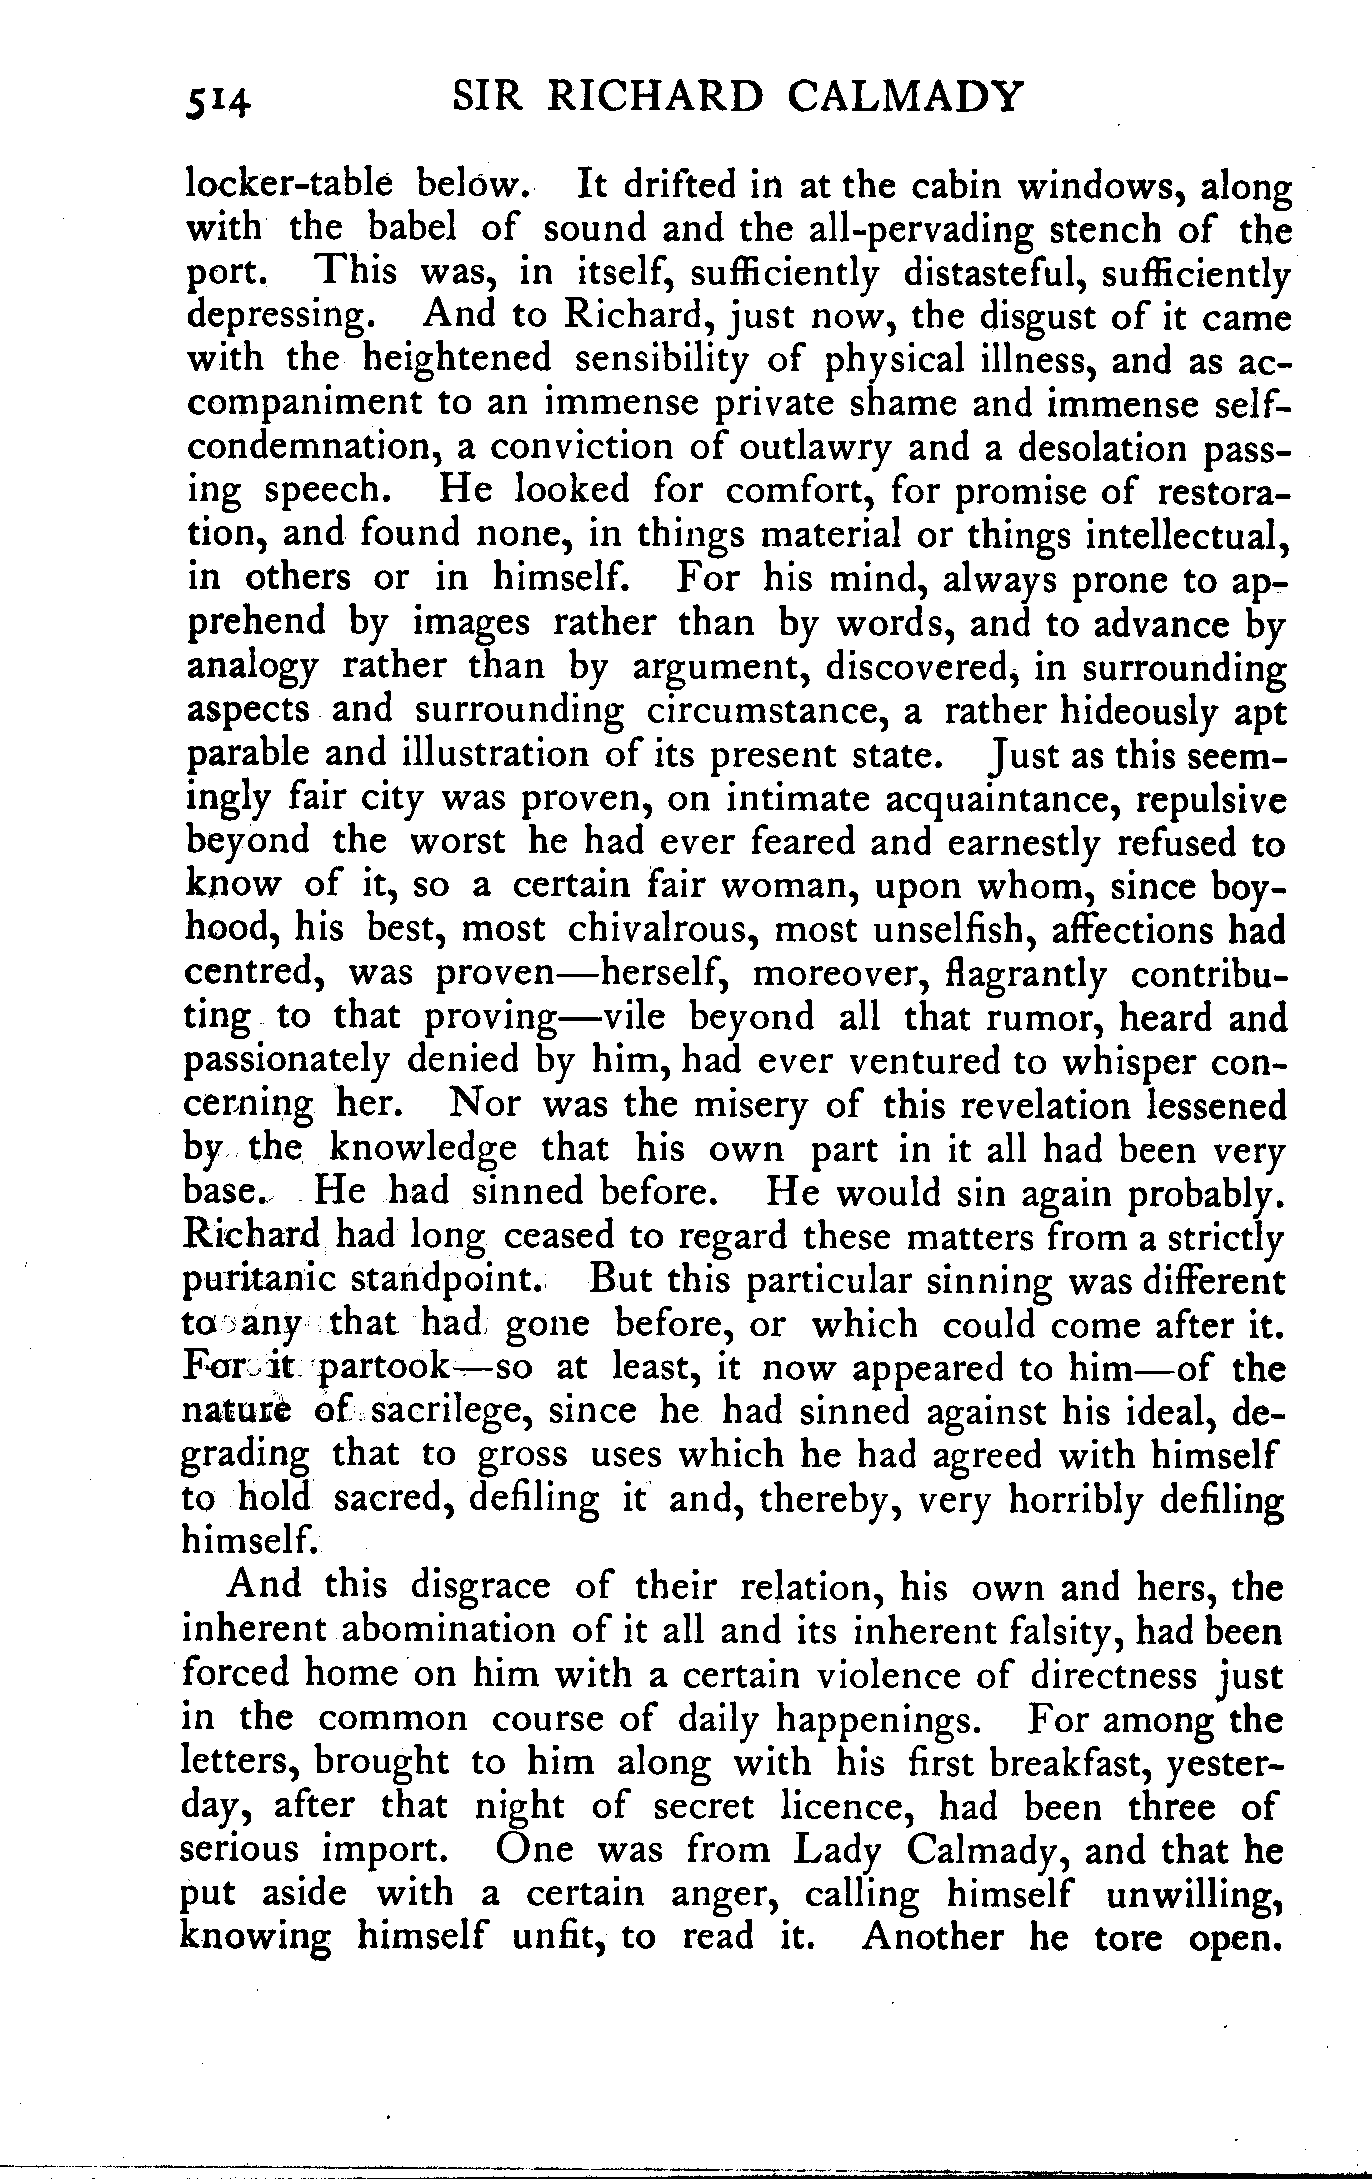 514 SIR RICHARD CALMADY
locker-table below. It drifted in at the cabin windows, along
with the babel of sound and the all-pervading stench of the
port. This was, in itself, sufficiently distasteful, sufficiently
depressing. And to Richard, just now, the disgust of it came
with the heightened sensibility of physical illness, and as ac-
companiment to an immense private shame and immense self-
condemnation, a conviction of outlawry and a desolation pass-
ing speech. He looked for comfort, for promise of restora-
tion, and found none, in things material or things intellectual,
in others or in himself. For his mind, always prone to ap-
prehend by images rather than by words, and to advance by
analogy rather than by argument, discovered, in surrounding
aspects and surrounding circumstance, a rather hideously apt
parable and illustration of its present state. Just as this seem-
ingly fair city was proven, on intimate acquaintance, repulsive
beyond the worst he had ever feared and earnestly refused to
know of it, so a certain fair woman, upon whom, since boy-
hood, his best, most chivalrous, most unselfish, affections had
centred, was proven—herself, moreover, flagrantly contribu-
ting to that proving—vile beyond all that rumor, heard and
passionately denied by him, had ever ventured to whisper con-
cerning her. Nor was the misery of this revelation lessened
by the knowledge that his own part in it all had been very
base. He had sinned before. He would sin again probably.
Richard had long ceased to regard these matters from a strictly
puritanic standpoint. But this particular sinning was different
to any that had gone before, or which could come after it.
For it partook—so at least, it now appeared to him—of the
nature of sacrilege, since he had sinned against his ideal, de-
grading that to gross uses which he had agreed with himself
to hold sacred, defiling it and, thereby, very horribly defiling
himself.
And this disgrace of their relation, his own and hers, the
inherent abomination of it all and its inherent falsity, had been
forced home on him with a certain violence of directness just
in the common course of daily happenings. For among the
letters, brought to him along with his first breakfast, yester-
day, after that night of secret licence, had been three of
serious import. One was from Lady Calmady, and that he
put aside with a certain anger, calling himself unwilling,
knowing himself unfit, to read it. Another he tore open.